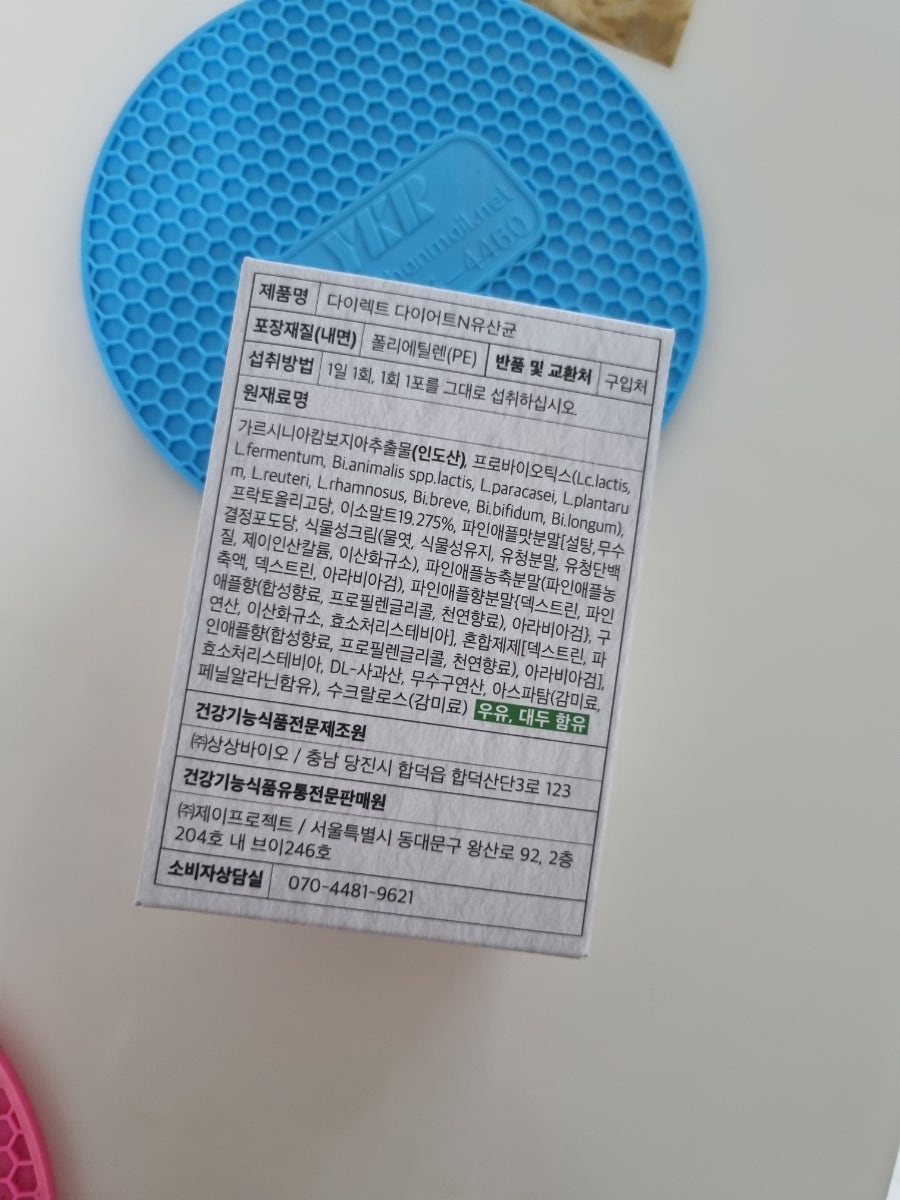 YKR
hanmail.net
4460
제품명 다이렉트 다이어트N유산균
포장재질(내면) 폴리에틸렌(PE) 반품 및 교환처 구입처
섭취방법 1일 1회, 1회 1포를 그대로 섭취하십시오.
원재료명
가르시니아캄보지아추출물(인도산), 프로바이오틱스(Lc.lactis,
L.fermentum, Bi.animalis spp.lactis, L.paracasei, L.plantaru
m, L.reuteri, L.rhamnosus, Bi.breve, Bi.bifidum, Bi.longum),
프락토올리고당, 이소말트19.275%, 파인애플맛분말[설탕,무수
결정포도당, 식물성크림(물엿, 식물성유지, 유청분말, 유청단백
질, 제이인산칼륨, 이산화규소), 파인애플농축분말(파인애플농
축액, 덱스트린, 아라비아검), 파인애플향분말{덱스트린, 파인
애플향(합성향료, 프로필렌글리콜, 천연향료), 아라비아검}, 구
연산, 이산화규소, 효소처리스테비아], 혼합제제[덱스트린, 파
인애플향(합성향료, 프로필렌글리콜, 천연향료), 아라비아검],
효소처리스테비아, DL-사과산, 무수구연산, 아스파탐(감미료,
페닐알라닌함유), 수크랄로스(감미료) 우유, 대두 함유
건강기능식품전문제조원
㈜상상바이오 / 충남 당진시 합덕읍 합덕산단3로 123
건강기능식품유통전문판매원
㈜제이프로젝트 / 서울특별시 동대문구 왕산로 92, 2층
204호 내 브이246호
소비자상담실 070-4481-9621